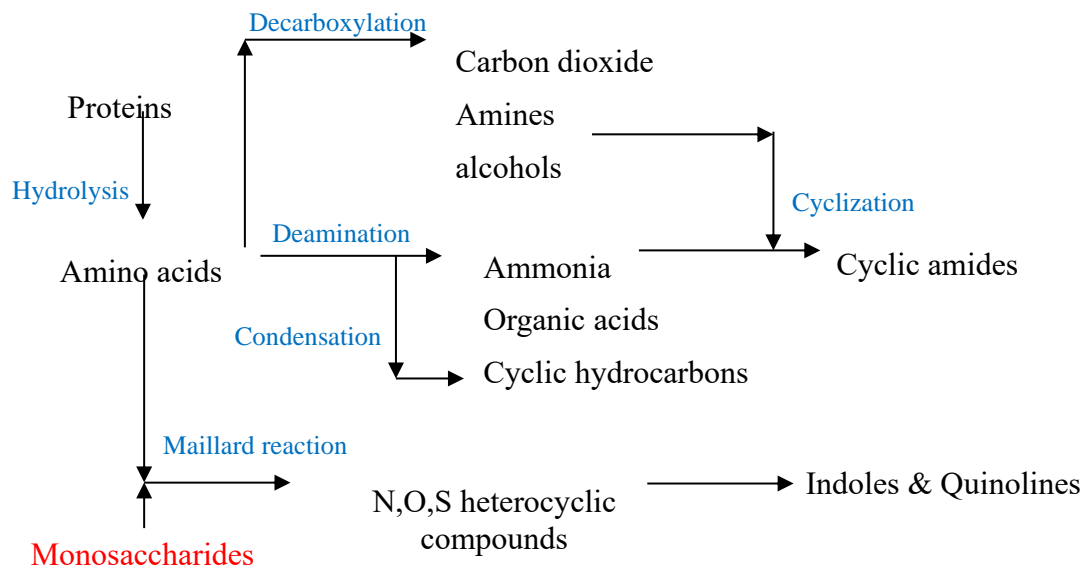 Decarboxylation
Carbon dioxide
Proteins
Amines
alcohols
Hydrolysis
Cyclization
Deamination
Amino acids
Ammonia
Cyclic amides
Organic acids
Condensation
Cyclic hydrocarbons
Maillard reaction
N,O,S heterocyclic
compounds
Indoles & Quinolines
Monosaccharides